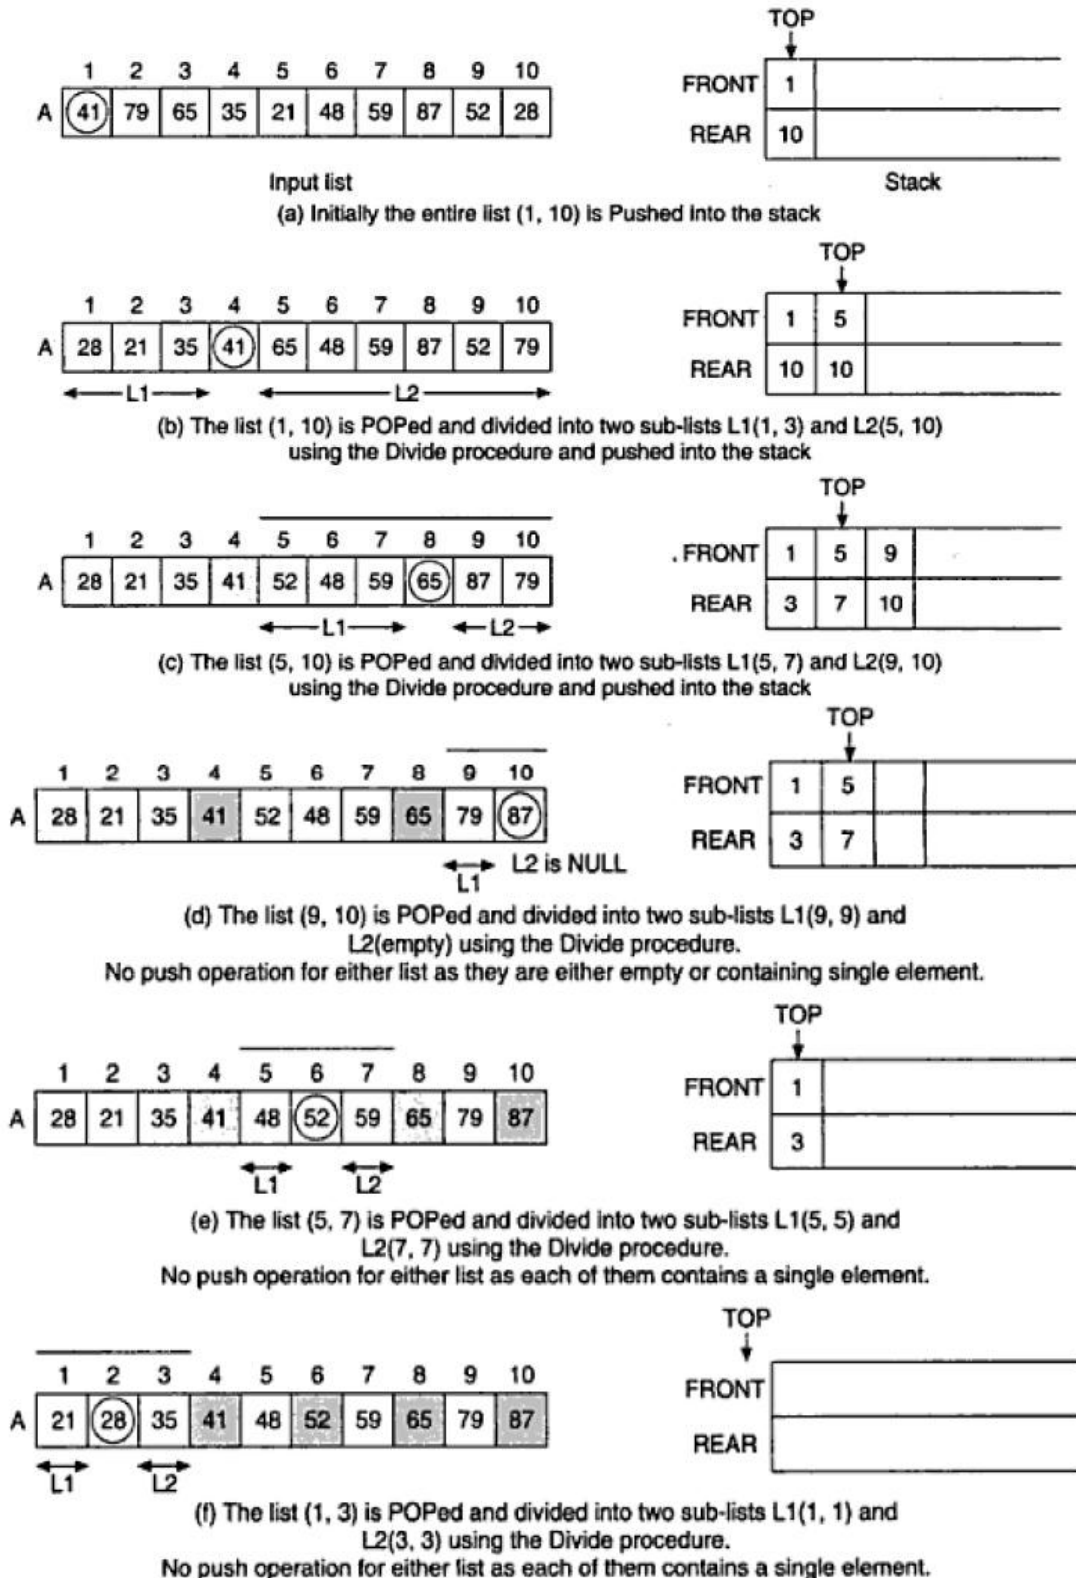 TOP
1 2 3 4 5 6 7 8 9 10
A 41 79 65 35 21 48 59 87 52 28
FRONT 1
REAR 10
Input list
Stack
(a) Initially the entire list (1, 10) is Pushed into the stack
TOP
1 2 3 4 5 6 7 8 9 10
A 28 21 35 41 65 48 59 87 52 79
FRONT 1 5
REAR 10 10
L1 L2
(b) The list (1, 10) is POPed and divided into two sub-lists L1(1, 3) and L2(5, 10)
using the Divide procedure and pushed into the stack
TOP
1 2 3 4 5 6 7 8 9 10
A 28 21 35 41 52 48 59 65 87 79
FRONT 1 5 9
REAR 3 7 10
L1 L2
(c) The list (5, 10) is POPed and divided into two sub-lists L1(5, 7) and L2(9, 10)
using the Divide procedure and pushed into the stack
TOP
1 2 3 4 5 6 7 8 9 10
A 28 21 35 41 52 48 59 65 79 87
FRONT 1 5
REAR 3 7
L1 L2 is NULL
(d) The list (9, 10) is POPed and divided into two sub-lists L1(9, 9) and
L2(empty) using the Divide procedure.
No push operation for either list as they are either empty or containing single element.
TOP
1 2 3 4 5 6 7 8 9 10
A 28 21 35 41 48 52 59 65 79 87
FRONT 1
REAR 3
L1 L2
(e) The list (5, 7) is POPed and divided into two sub-lists L1(5, 5) and
L2(7, 7) using the Divide procedure.
No push operation for either list as each of them contains a single element.
TOP
1 2 3 4 5 6 7 8 9 10
A 21 28 35 41 48 52 59 65 79 87
FRONT
REAR
L1 L2
(f) The list (1, 3) is POPed and divided into two sub-lists L1(1, 1) and
L2(3, 3) using the Divide procedure.
No push operation for either list as each of them contains a single element.